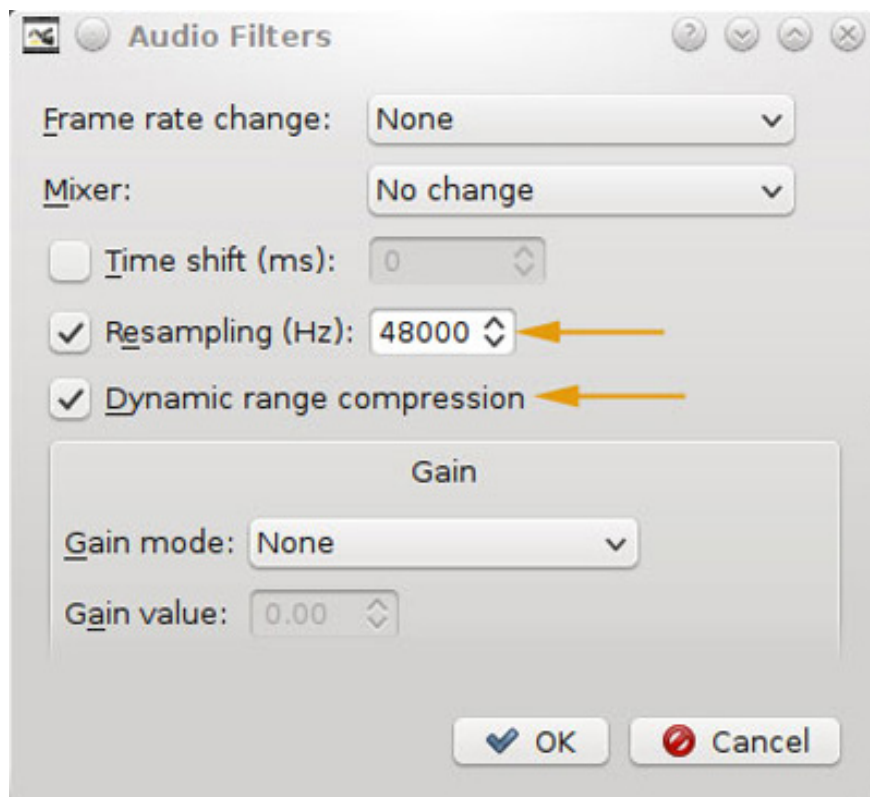 Audio Filters
Frame rate change: None
Mixer: No change
Time shift (ms): 0
Resampling (Hz): 48000
Dynamic range compression
Gain
Gain mode: None
Gain value: 0.00
OK Cancel